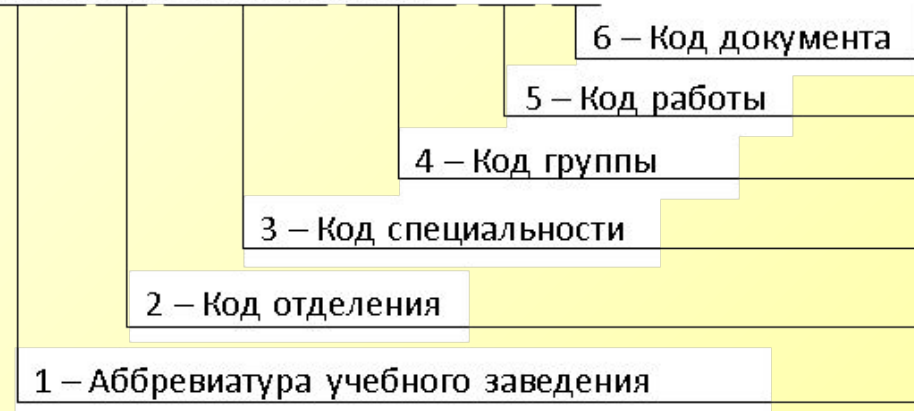 6 – Код документа
5 – Код работы
4 – Код группы
3 – Код специальности
2 – Код отделения
1 – Аббревиатура учебного заведения